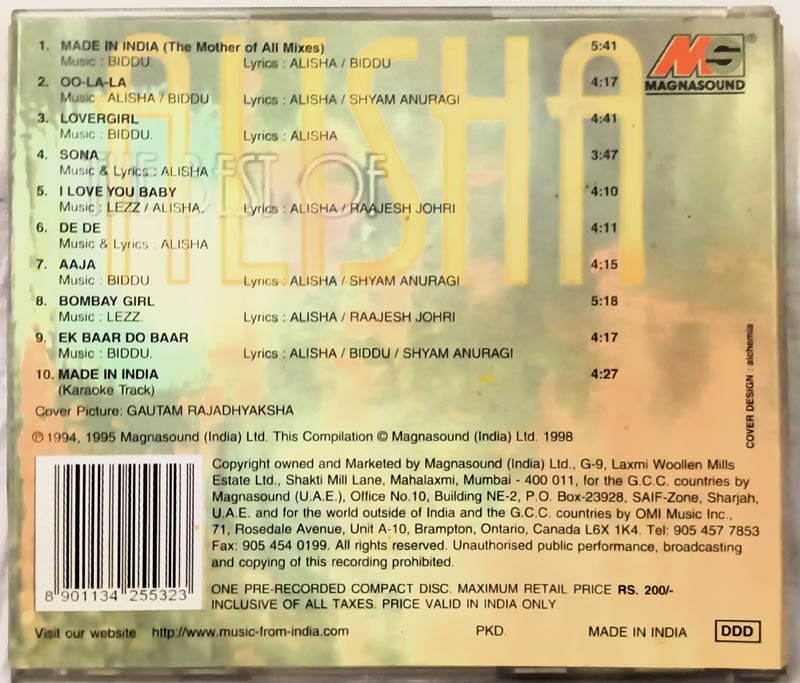 THE BEST OF
ALISHA
MS®
MAGNASOUND
1. MADE IN INDIA (The Mother of All Mixes) 5:41
Music : BIDDU. Lyrics : ALISHA / BIDDU
2. OO-LA-LA 4:17
Music ALISHA / BIDDU Lyrics : ALISHA / SHYAM ANURAGI
3. LOVERGIRL 4:41
Music : BIDDU. Lyrics : ALISHA
4. SONA 3:47
Music & Lyrics : ALISHA
5. I LOVE YOU BABY 4:10
Music : LEZZ / ALISHA. Lyrics : ALISHA / RAAJESH JOHRI
6. DE DE 4:11
Music & Lyrics : ALISHA
7. AAJA 4:15
Music : BIDDU. Lyrics : ALISHA / SHYAM ANURAGI
8. BOMBAY GIRL 5:18
Music : LEZZ. Lyrics : ALISHA / RAAJESH JOHRI
9. EK BAAR DO BAAR 4:17
Music : BIDDU. Lyrics : ALISHA / BIDDU / SHYAM ANURAGI
10. MADE IN INDIA 4:27
(Karaoke Track)
Cover Picture: GAUTAM RAJADHYAKSHA
COVER DESIGN : alchemia
℗ 1994, 1995 Magnasound (India) Ltd. This Compilation © Magnasound (India) Ltd. 1998
Copyright owned and Marketed by Magnasound (India) Ltd., G-9, Laxmi Woollen Mills
Estate Ltd., Shakti Mill Lane, Mahalaxmi, Mumbai - 400 011, for the G.C.C. countries by
Magnasound (U.A.E.), Office No.10, Building NE-2, P.O. Box-23928, SAIF-Zone, Sharjah,
U.A.E. and for the world outside of India and the G.C.C. countries by OMI Music Inc.,
71, Rosedale Avenue, Unit A-10, Brampton, Ontario, Canada L6X 1K4. Tel: 905 457 7853
Fax: 905 454 0199. All rights reserved. Unauthorised public performance, broadcasting
and copying of this recording prohibited.
8 901134 255323
ONE PRE-RECORDED COMPACT DISC. MAXIMUM RETAIL PRICE RS. 200/-
INCLUSIVE OF ALL TAXES. PRICE VALID IN INDIA ONLY.
Visit our website http://www.music-from-india.com PKD. MADE IN INDIA DDD